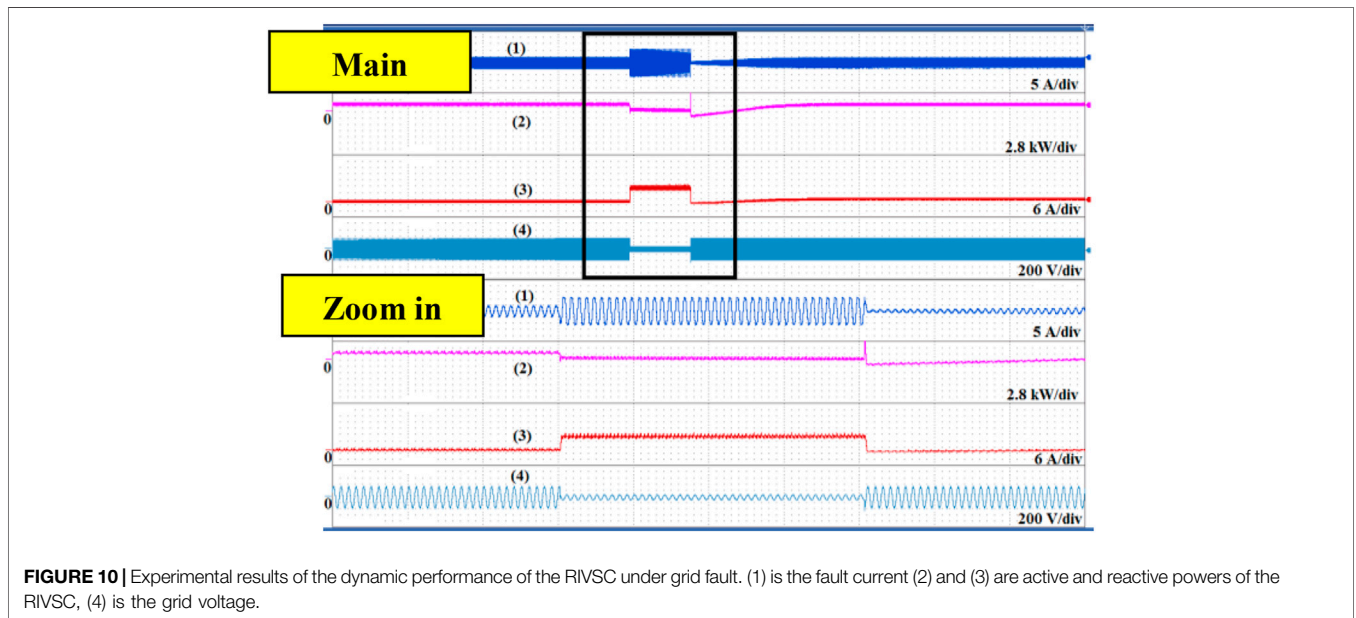 Main
(1)
5 A/div
0
(2)
2.8 kW/div
(3)
0
6 A/div
(4)
0
200 V/div
Zoom in
(1)
5 A/div
0
(2)
2.8 kW/div
(3)
0
6 A/div
(4)
0
200 V/div
FIGURE 10 | Experimental results of the dynamic performance of the RIVSC under grid fault. (1) is the fault current (2) and (3) are active and reactive powers of the
RIVSC, (4) is the grid voltage.